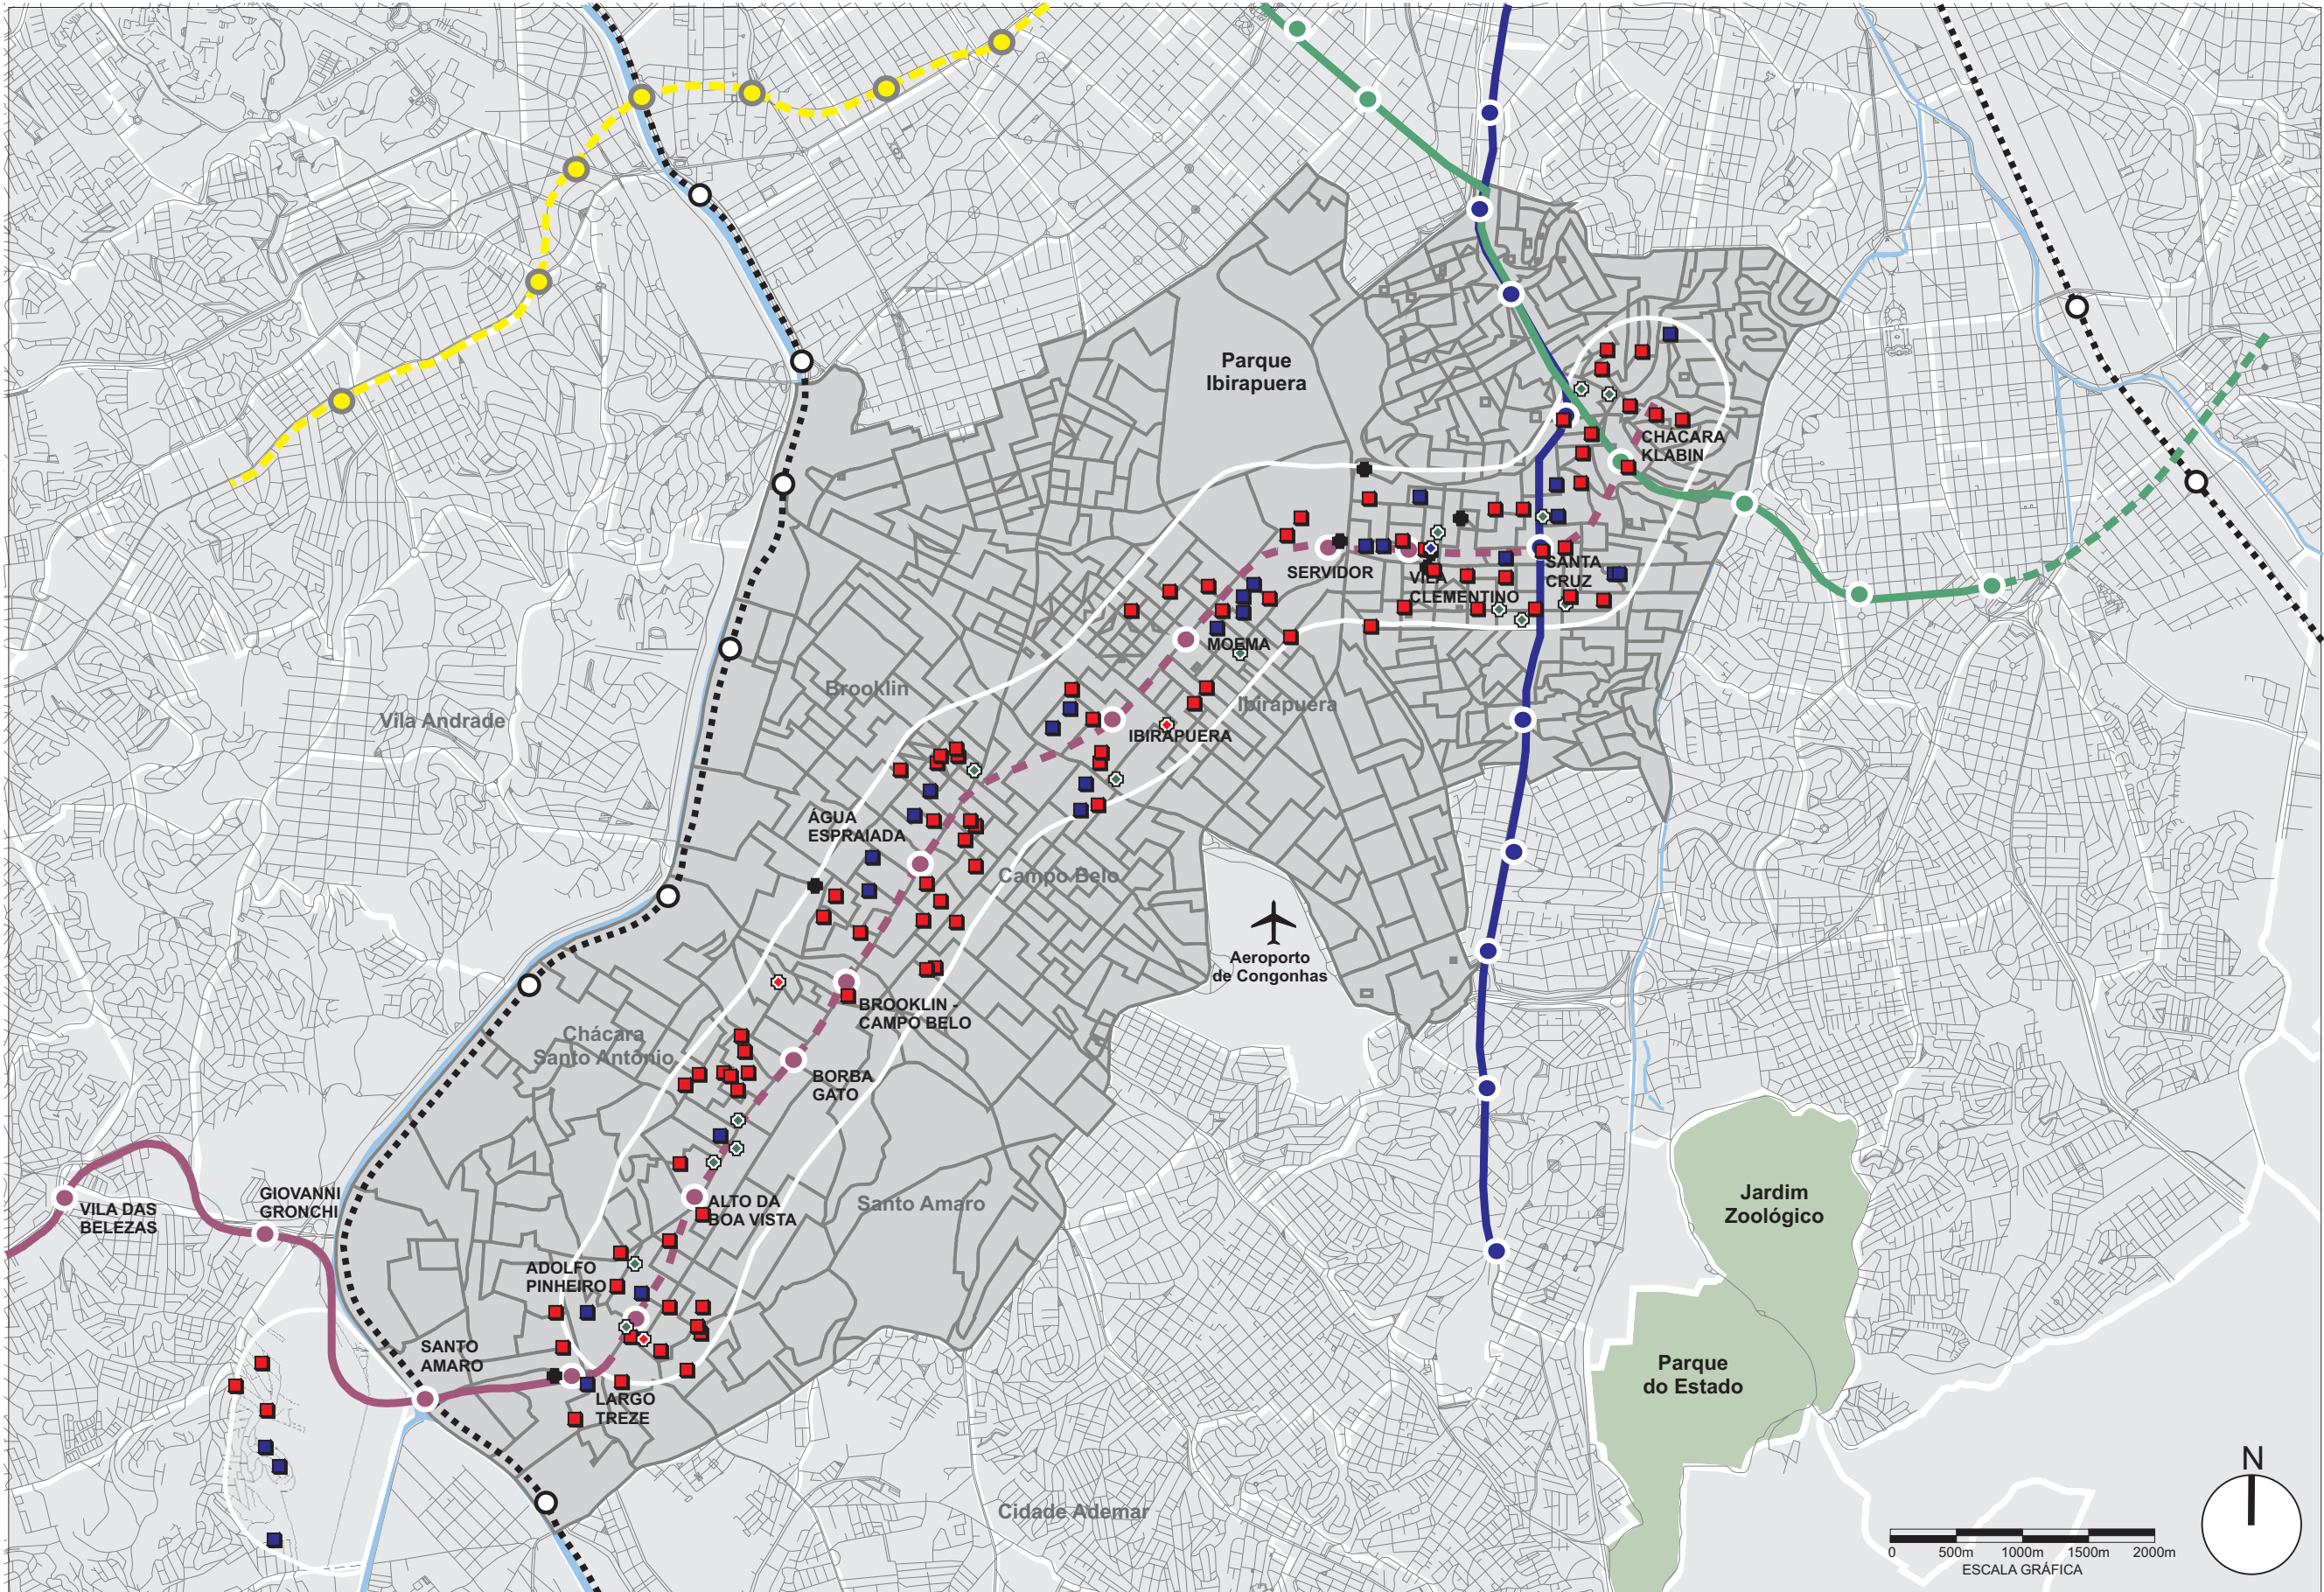 Parque
Ibirapuera
CHÁCARA
KLABIN
SERVIDOR
VILA
CLEMENTINO
SANTA
CRUZ
MOEMA
Brooklin
Ibirapuera
Vila Andrade
IBIRAPUERA
ÁGUA
ESPRAIADA
Campo Belo
Aeroporto
de Congonhas
BROOKLIN -
CAMPO BELO
Chácara
Santo Antônio
BORBA
GATO
Santo Amaro
ALTO DA
BOA VISTA
VILA DAS
BELEZAS
GIOVANNI
GRONCHI
Jardim
Zoológico
ADOLFO
PINHEIRO
SANTO
AMARO
Parque
do Estado
LARGO
TREZE
Cidade Ademar
N
0 500m 1000m 1500m 2000m
ESCALA GRÁFICA